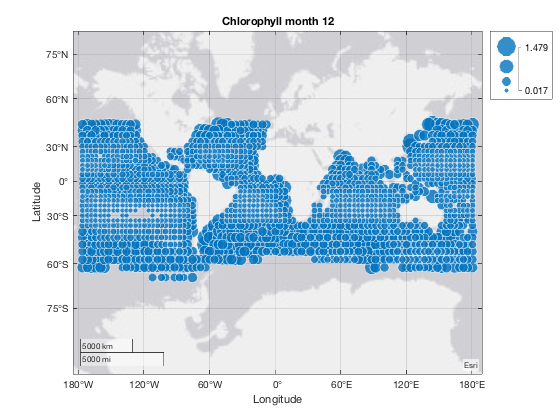 Chlorophyll month 12
1.479
0.017
75°N
60°N
30°N
0°
30°S
60°S
75°S
Latitude
5000 km
5000 mi
Esri
180°W
120°W
60°W
0°
60°E
120°E
180°E
Longitude